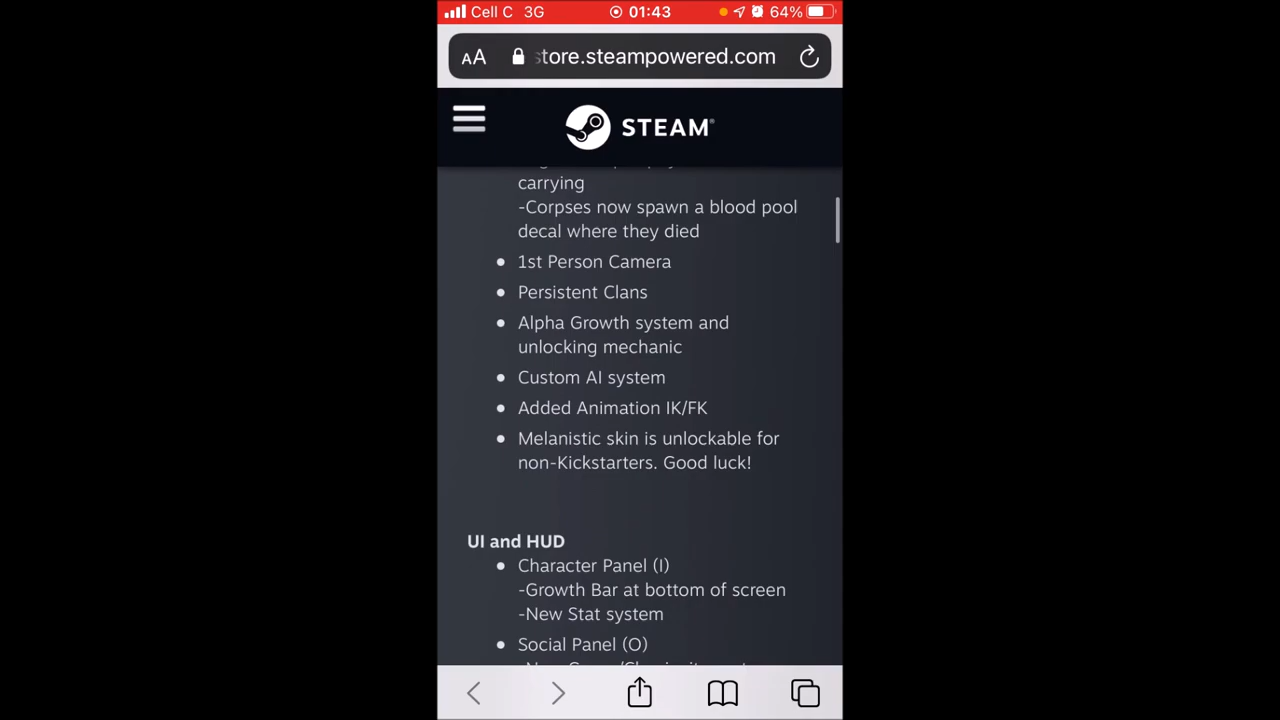 Cell C 3G 01:43 64%
AA tore.steampowered.com
STEAM®
carrying
-Corpses now spawn a blood pool
decal where they died
• 1st Person Camera
• Persistent Clans
• Alpha Growth system and
unlocking mechanic
• Custom AI system
• Added Animation IK/FK
• Melanistic skin is unlockable for
non-Kickstarters. Good luck!
UI and HUD
• Character Panel (I)
-Growth Bar at bottom of screen
-New Stat system
• Social Panel (O)